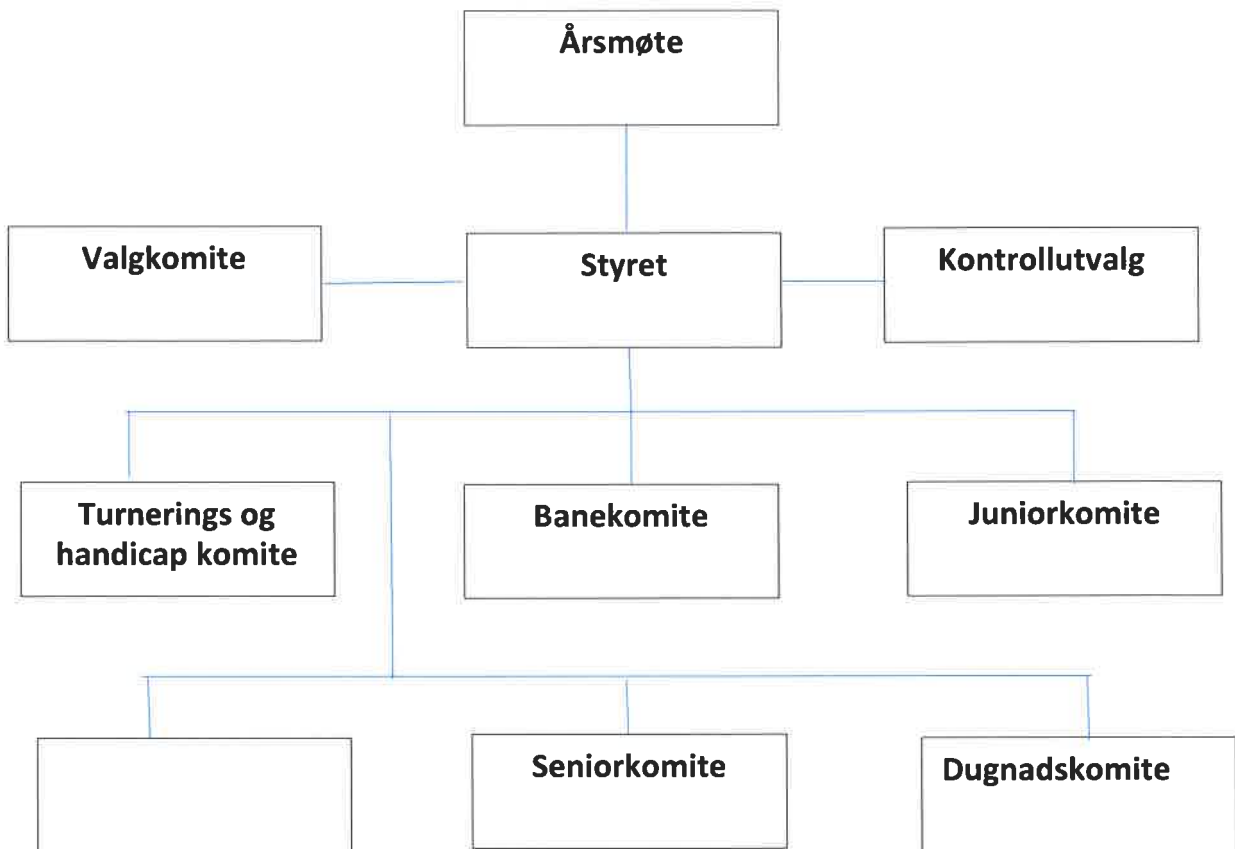 Årsmøte
Valgkomite
Styret
Kontrollutvalg
Turnerings og
handicap komite
Banekomite
Juniorkomite
Seniorkomite
Dugnadskomite